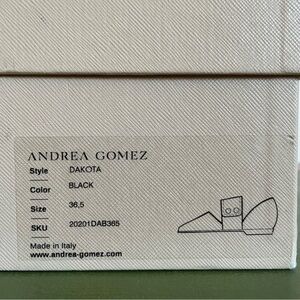 ANDREA GOMEZ
Style DAKOTA
Color BLACK
Size 36,5
SKU 20201DAB365
Made in Italy
www.andrea-gomez.com